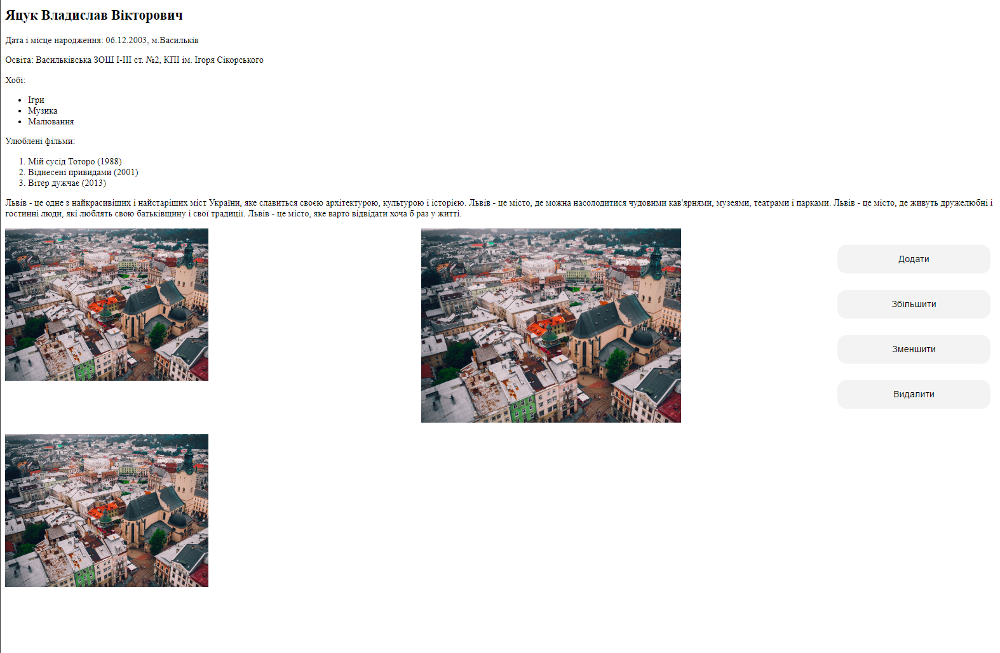 Яцук Владислав Вікторович
Дата і місце народження: 06.12.2003, м.Васильків
Освіта: Васильківська ЗОШ І-ІІІ ст. №2, КПІ ім. Ігоря Сікорського
Хобі:
• Ігри
• Музика
• Малювання
Улюблені фільми:
1. Мій сусід Тоторо (1988)
2. Віднесені привидами (2001)
3. Вітер дужчає (2013)
Львів - це одне з найкрасивіших і найстаріших міст України, яке славиться своєю архітектурою, культурою і історією. Львів - це місто, де можна насолодитися чудовими кав'ярнями, музеями, театрами і парками. Львів - це місто, де живуть дружелюбні і
гостинні люди, які люблять свою батьківщину і свої традиції. Львів - це місто, яке варто відвідати хоча б раз у житті.
Додати
Збільшити
Зменшити
Видалити